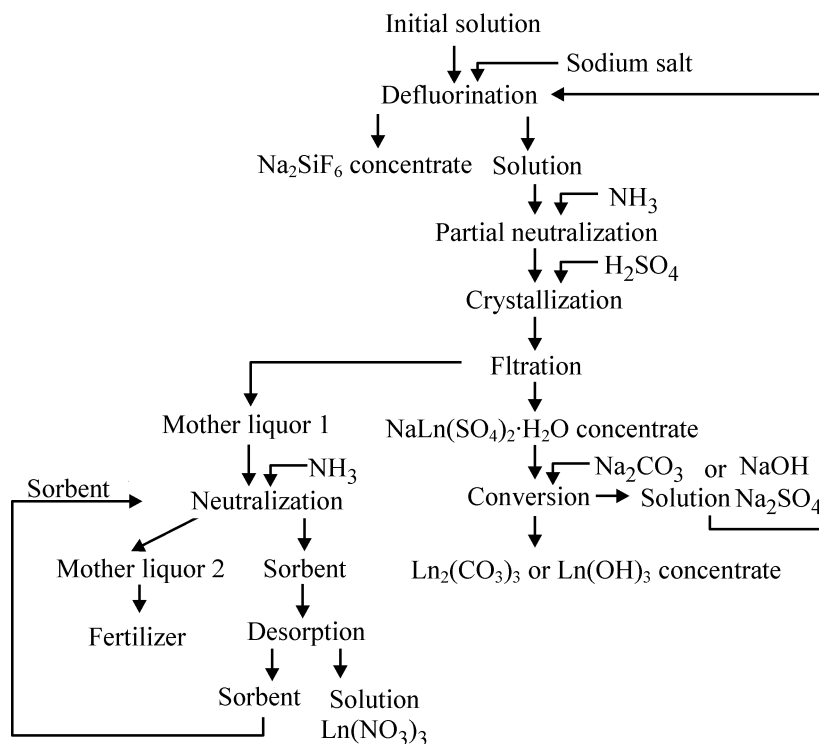 Initial solution
Sodium salt
Defluorination
Na₂SiF₆ concentrate
Solution
NH₃
Partial neutralization
H₂SO₄
Crystallization
Fltration
Mother liquor 1
NaLn(SO₄)₂·H₂O concentrate
NH₃
Na₂CO₃ or NaOH
Sorbent
Neutralization
Conversion
Solution Na₂SO₄
Mother liquor 2
Sorbent
Ln₂(CO₃)₃ or Ln(OH)₃ concentrate
Fertilizer
Desorption
Sorbent
Solution
Ln(NO₃)₃